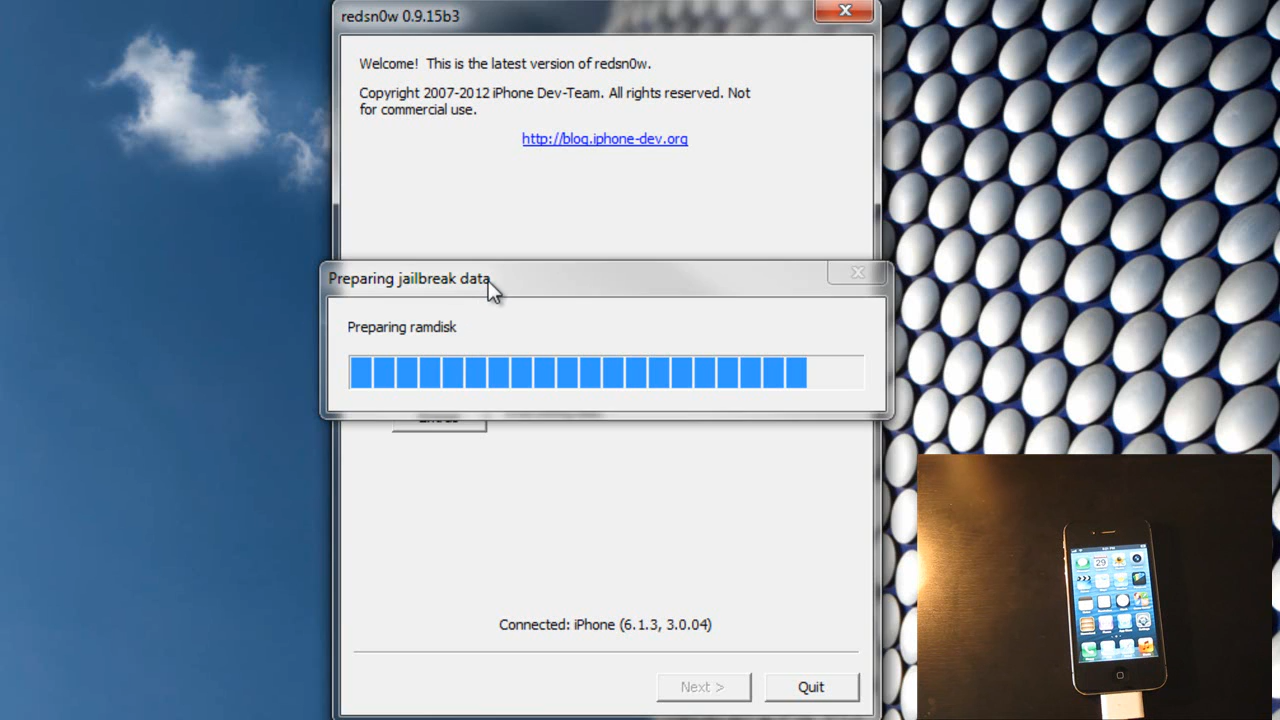 redsn0w 0.9.15b3
Welcome!  This is the latest version of redsn0w.
Copyright 2007-2012 iPhone Dev-Team. All rights reserved. Not
for commercial use.
http://blog.iphone-dev.org
Preparing jailbreak data
Preparing ramdisk
Extras
Connected: iPhone (6.1.3, 3.0.04)
Next >
Quit
29